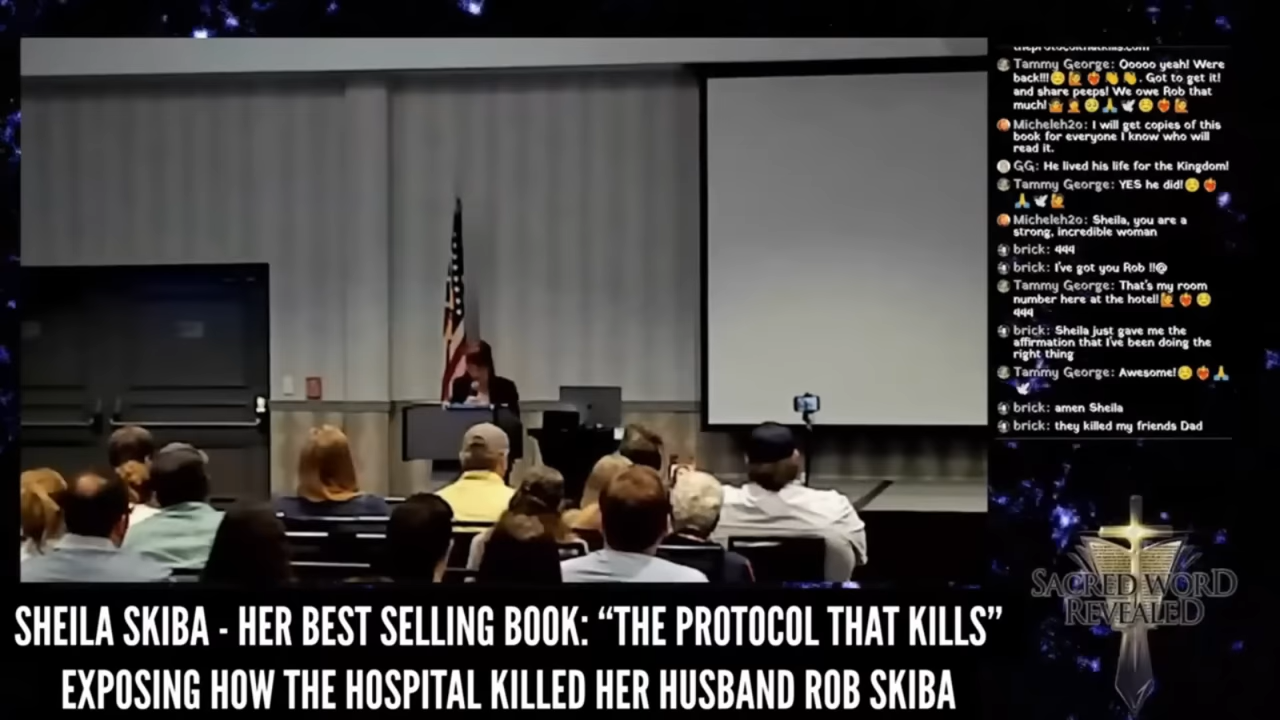 theprotocolthatkills.com
Tammy George: Ooooo yeah! Were
back!!!. Got to get it!
and share peeps! We owe Rob that
much!
Micheleh2o: I will get copies of this
book for everyone I know who will
read it.
GG: He lived his life for the Kingdom!
Tammy George: YES he did!
Micheleh2o: Sheila, you are a
strong, incredible woman
brick: 444
brick: I've got you Rob !!@
Tammy George: That's my room
number here at the hotel!
444
brick: Sheila just gave me the
affirmation that I've been doing the
right thing
Tammy George: Awesome!
brick: amen Sheila
brick: they killed my friends Dad
SACRED WORD
REVEALED
SHEILA SKIBA - HER BEST SELLING BOOK: “THE PROTOCOL THAT KILLS”
EXPOSING HOW THE HOSPITAL KILLED HER HUSBAND ROB SKIBA